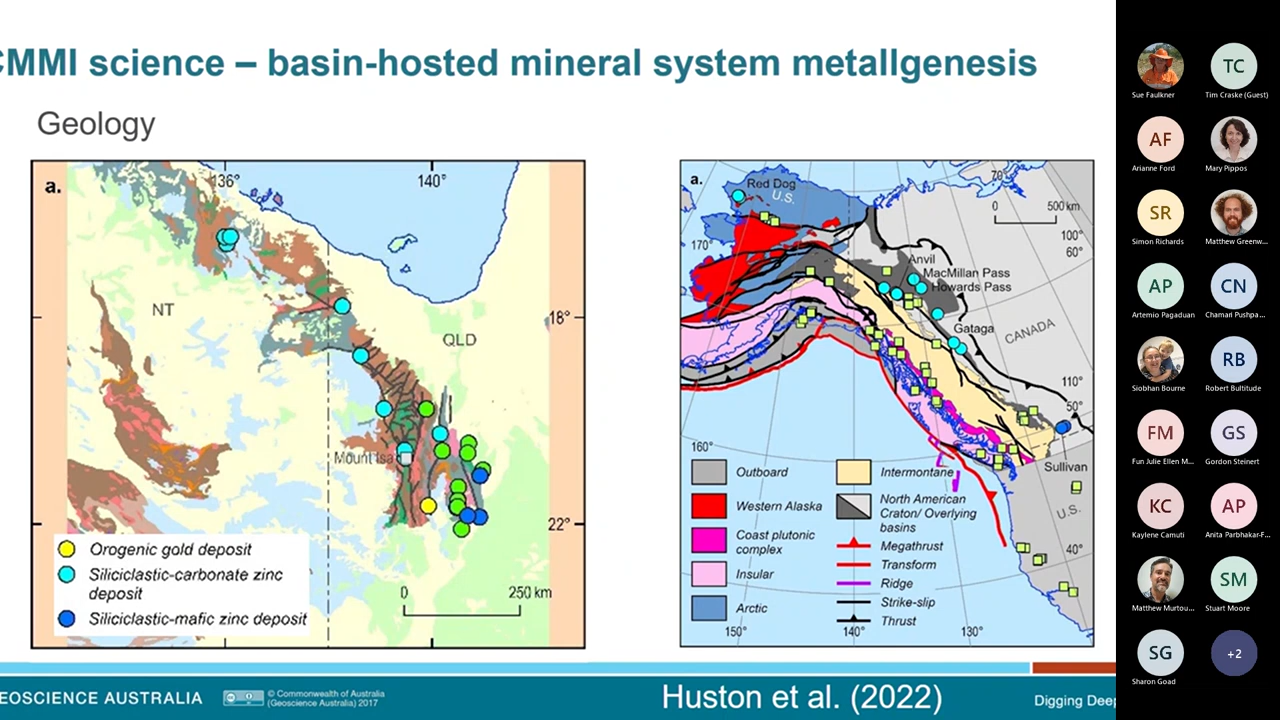 CMMI science – basin-hosted mineral system metallgenesis
Geology
a.
136°
140°
NT
QLD
18°
Mount Isa
22°
Orogenic gold deposit
Siliciclastic-carbonate zinc
deposit
Siliciclastic-mafic zinc deposit
0
250 km
a.
Red Dog
U.S.
70°
0
500 km
170°
100°
60°
Anvil
MacMillan Pass
Howards Pass
Gataga
CANADA
110°
50°
160°
Sullivan
U.S.
40°
Outboard
Western Alaska
Coast plutonic
complex
Insular
Arctic
Intermontane
North American
Craton/ Overlying
basins
Megathrust
Transform
Ridge
Strike-slip
Thrust
150°
140°
130°
EOSCIENCE AUSTRALIA
© Commonwealth of Australia
(Geoscience Australia) 2017
Huston et al. (2022)
Digging Deep
Sue Faulkner
TC
Tim Craske (Guest)
AF
Arianne Ford
Mary Pippos
SR
Simon Richards
Matthew Greenw...
AP
Artemio Pagaduan
CN
Chamari Pushpa...
Siobhan Bourne
RB
Robert Bultitude
FM
Fun Julie Ellen M...
GS
Gordon Steinert
KC
Kaylene Camuti
AP
Anita Parbhakar-F...
Matthew Murtou...
SM
Stuart Moore
SG
Sharon Goad
+2